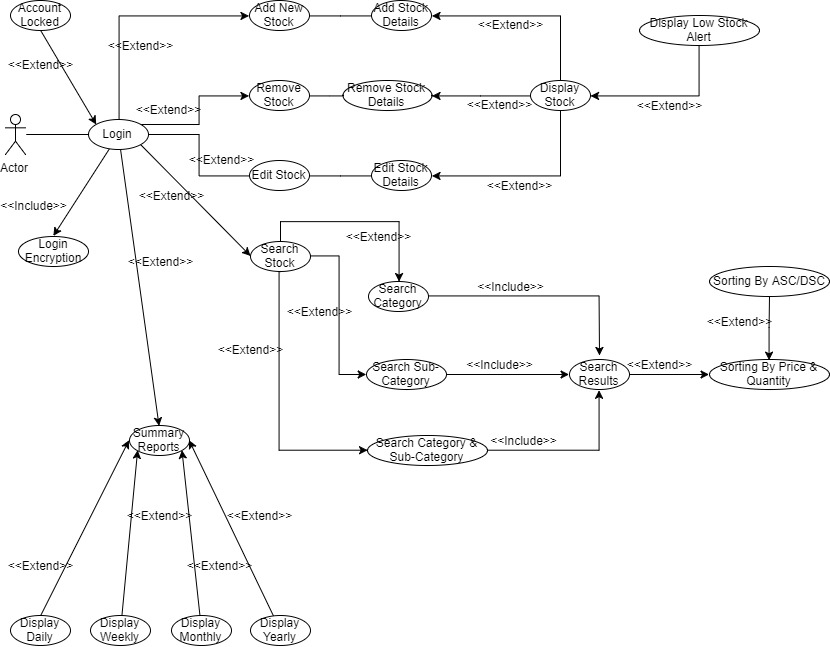 Account
Locked
Add New
Stock
Add Stock
Details
<<Extend>>
Display Low Stock
Alert
<<Extend>>
<<Extend>>
Remove
Stock
Remove Stock
Details
Display
Stock
<<Extend>>
<<Extend>>
<<Extend>>
Login
Actor
<<Extend>>
Edit Stock
Edit Stock
Details
<<Extend>>
<<Extend>>
<<Include>>
Login
Encryption
<<Extend>>
Search
Stock
<<Extend>>
Search
Category
<<Include>>
Sorting By ASC/DSC
<<Extend>>
<<Extend>>
<<Extend>>
Search Sub-
Category
<<Include>>
Search
Results
<<Extend>>
Sorting By Price &
Quantity
Search Category &
Sub-Category
<<Include>>
Summary
Reports
<<Extend>>
<<Extend>>
<<Extend>>
<<Extend>>
Display
Daily
Display
Weekly
Display
Monthly
Display
Yearly